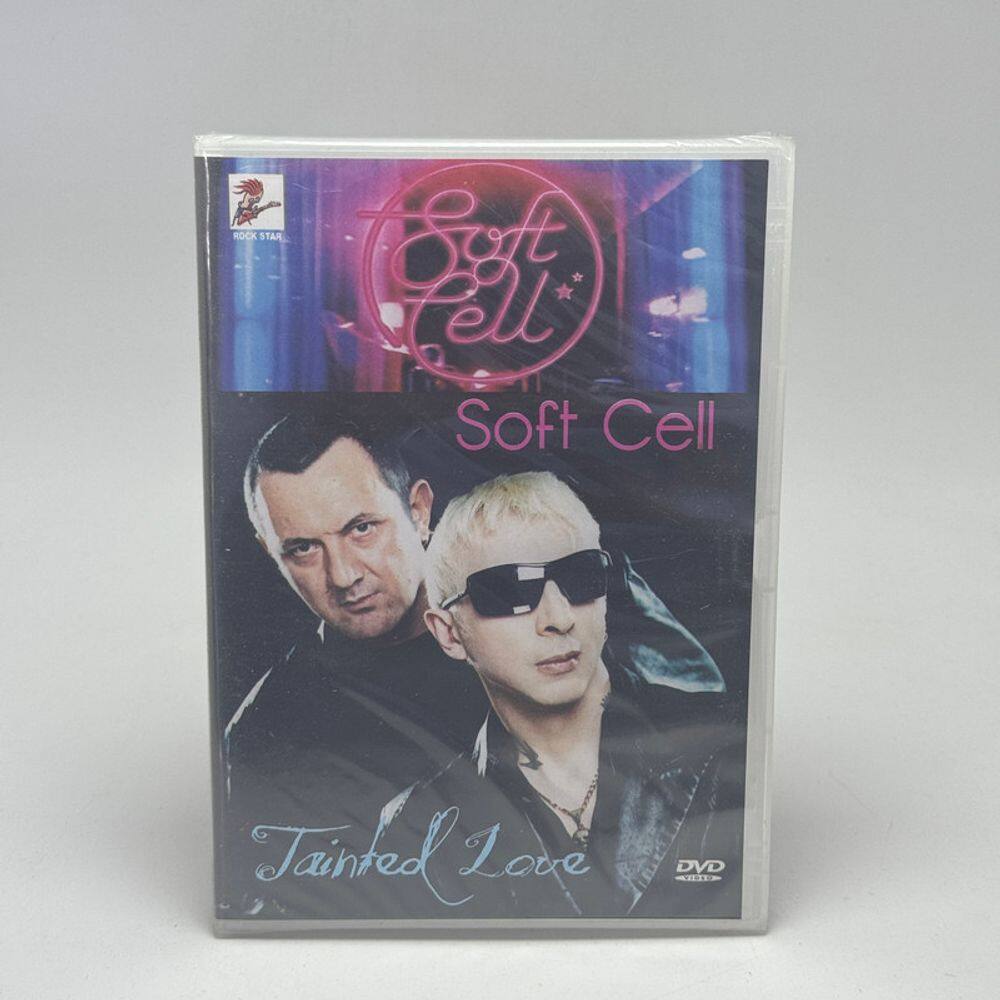 ROCK STAR
Soft
Cell
Soft Cell
Tainted Love
DVD
VIDEO